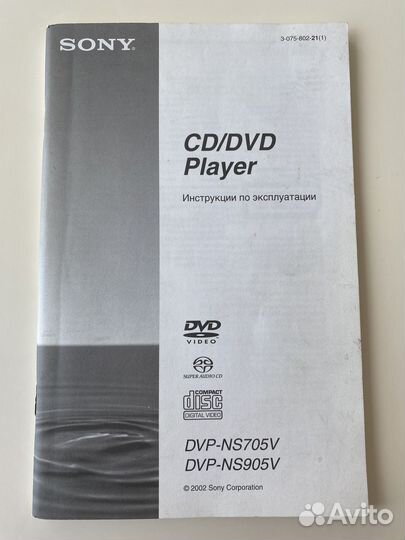 SONY®
3-075-802-21(1)
CD/DVD
Player
Инструкции по эксплуатации
DVD
VIDEO
SUPER AUDIO CD
COMPACT
disc
DIGITAL VIDEO
DVP-NS705V
DVP-NS905V
© 2002 Sony Corporation
Avito